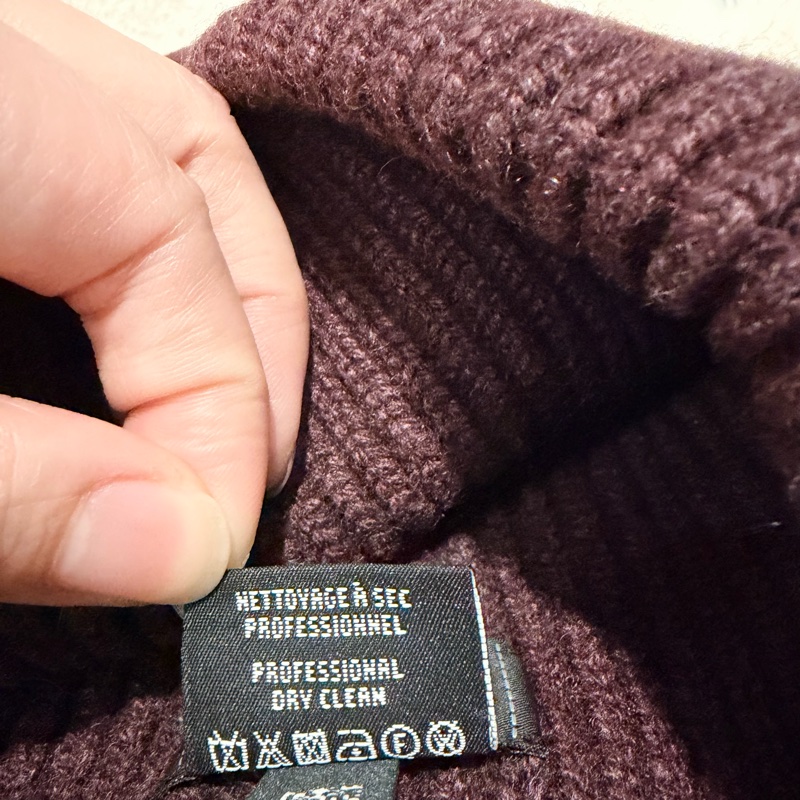 NETTOYAGE À SEC
PROFESSIONNEL
PROFESSIONAL
DRY CLEAN
F W